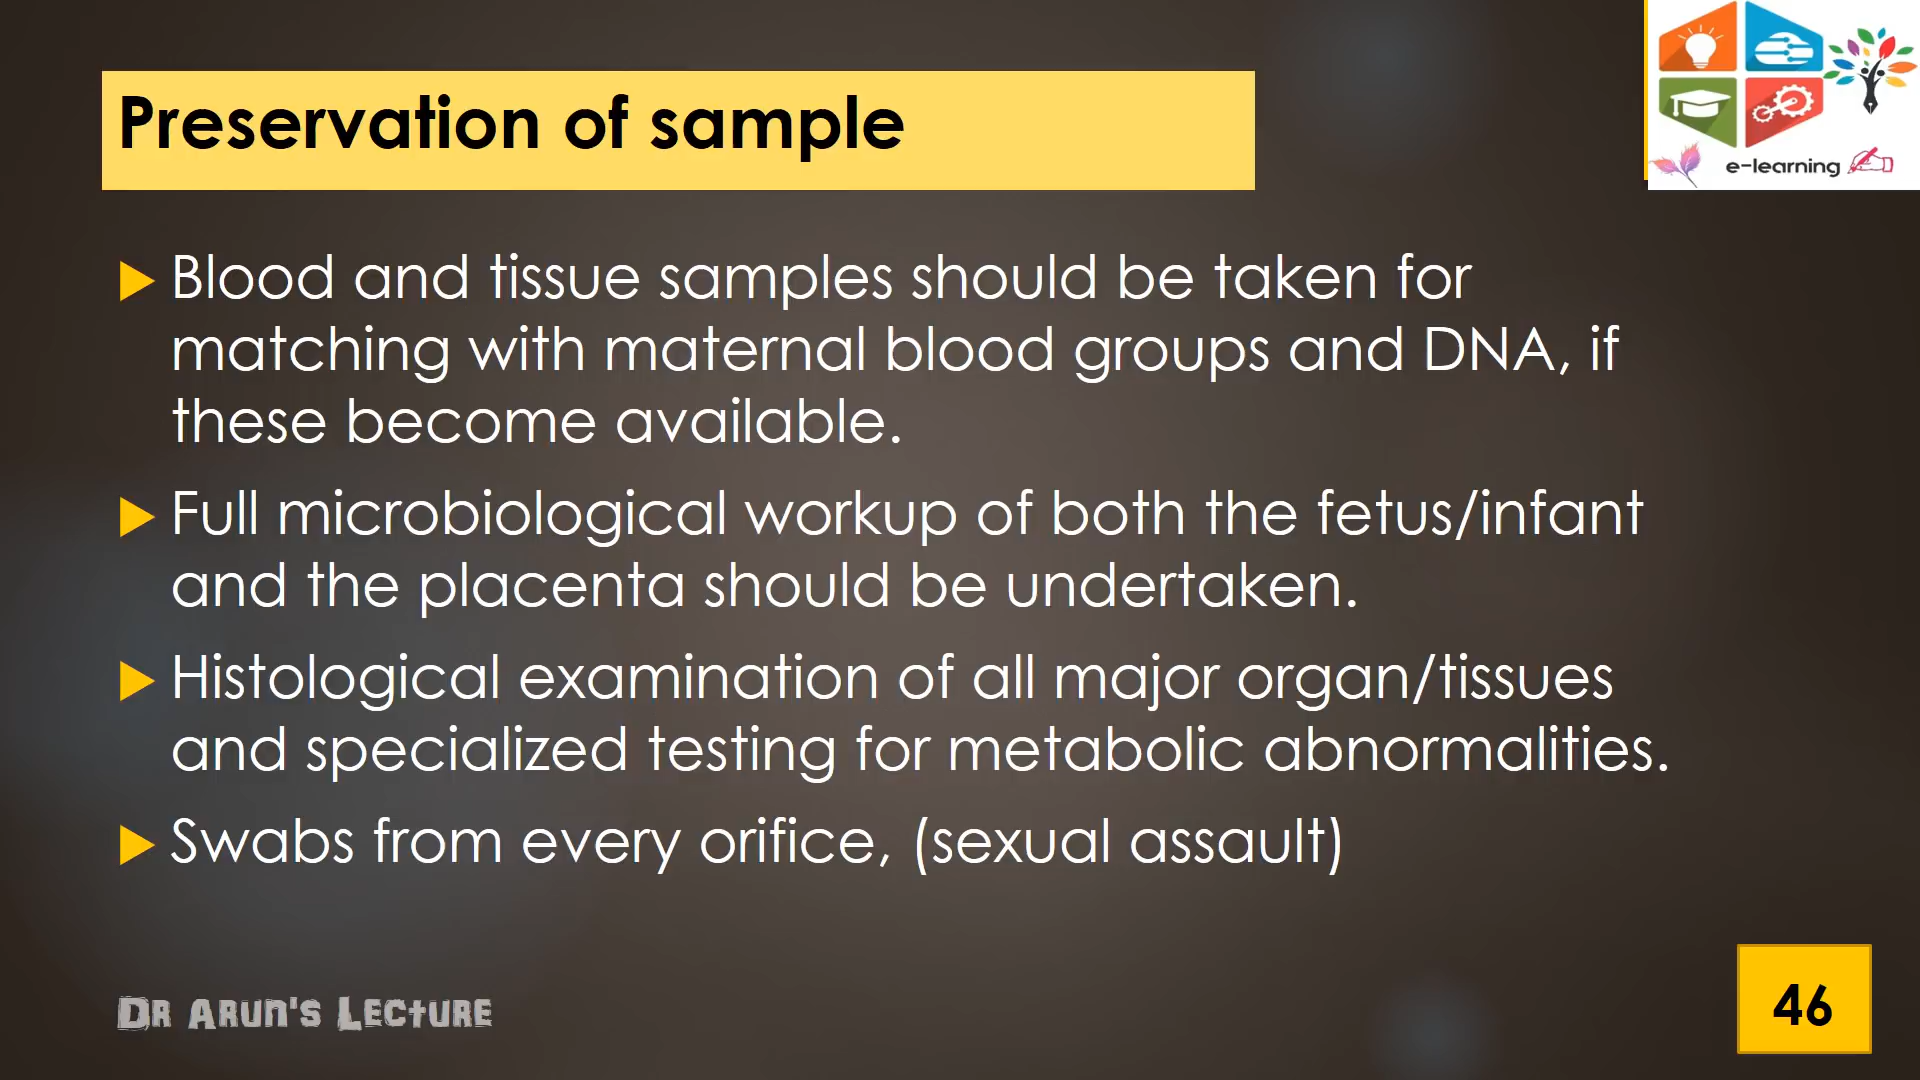 Preservation of sample
e-learning
Blood and tissue samples should be taken for
matching with maternal blood groups and DNA, if
these become available.
Full microbiological workup of both the fetus/infant
and the placenta should be undertaken.
Histological examination of all major organ/tissues
and specialized testing for metabolic abnormalities.
Swabs from every orifice, (sexual assault)
Dr Arun's Lecture
46